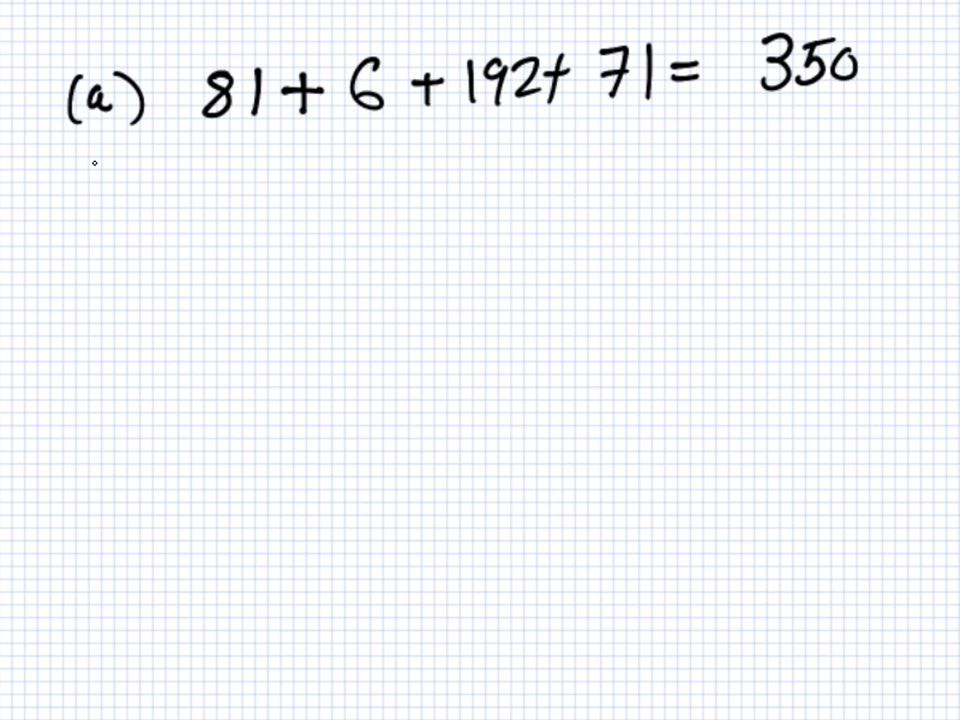 (a) 81 + 6 + 192 + 71 = 350